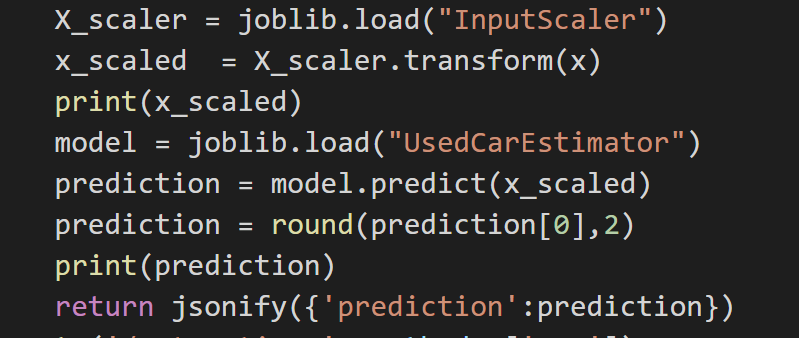 X_scaler = joblib.load("InputScaler")
x_scaled  = X_scaler.transform(x)
print(x_scaled)
model = joblib.load("UsedCarEstimator")
prediction = model.predict(x_scaled)
prediction = round(prediction[0],2)
print(prediction)
return jsonify({'prediction':prediction})